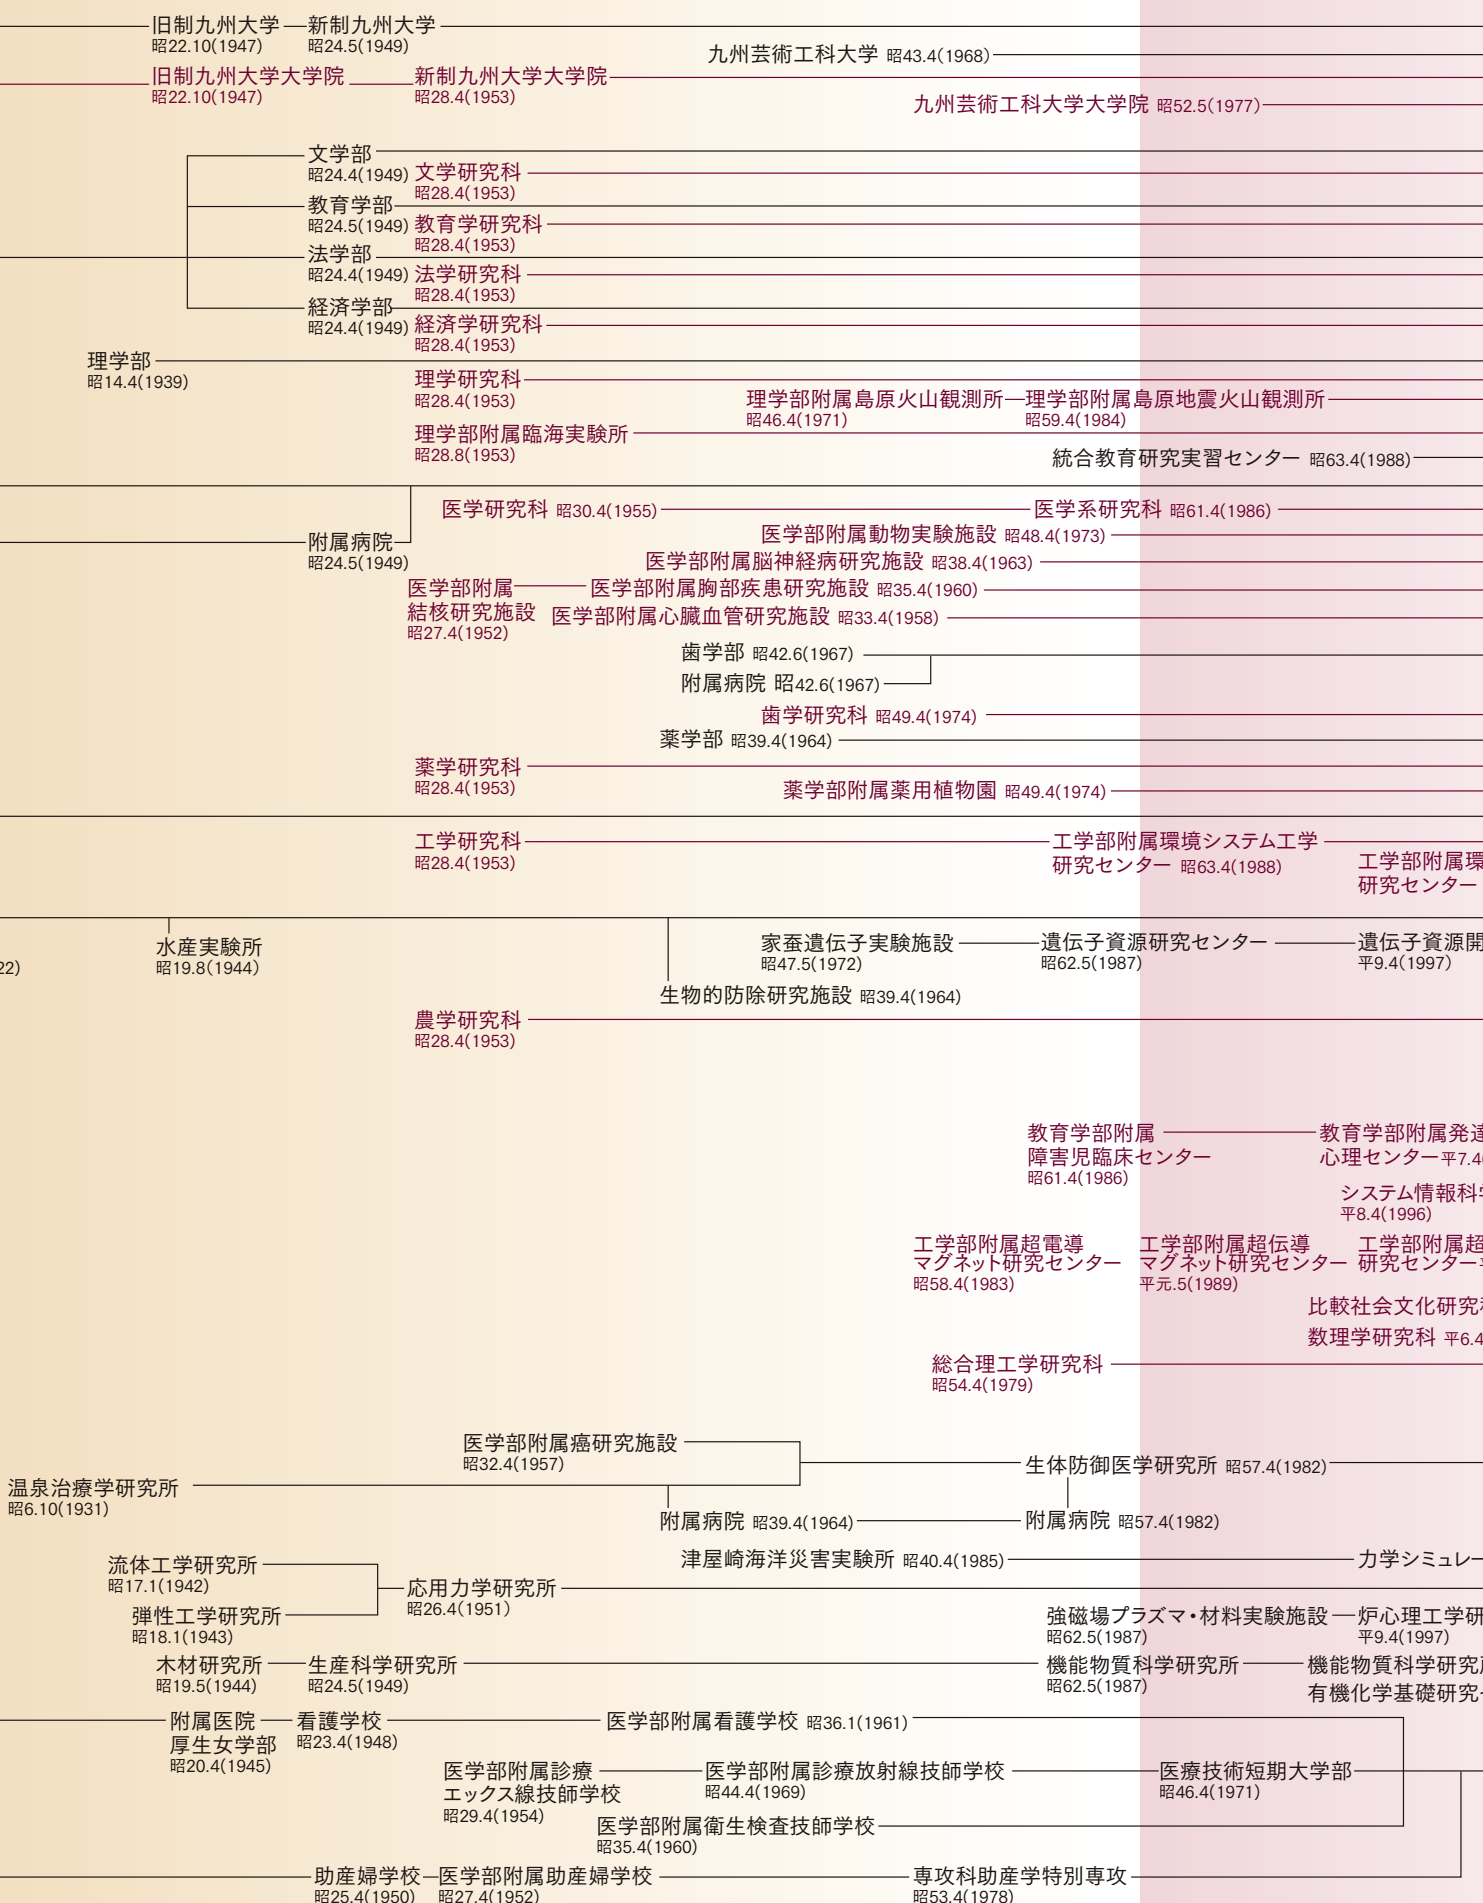 旧制九州大学
昭22.10(1947)
新制九州大学
昭24.5(1949)
九州芸術工科大学 昭43.4(1968)
旧制九州大学大学院
昭22.10(1947)
新制九州大学大学院
昭28.4(1953)
九州芸術工科大学大学院 昭52.5(1977)
文学部
昭24.4(1949)
文学研究科
昭28.4(1953)
教育学部
昭24.5(1949)
教育学研究科
昭28.4(1953)
法学部
昭24.4(1949)
法学研究科
昭28.4(1953)
経済学部
昭24.4(1949)
経済学研究科
昭28.4(1953)
理学部
昭14.4(1939)
理学研究科
昭28.4(1953)
理学部附属島原火山観測所
昭46.4(1971)
理学部附属島原地震火山観測所
昭59.4(1984)
理学部附属臨海実験所
昭28.8(1953)
統合教育研究実習センター 昭63.4(1988)
医学研究科 昭30.4(1955)
医学系研究科 昭61.4(1986)
医学部附属動物実験施設 昭48.4(1973)
附属病院
昭24.5(1949)
医学部附属脳神経病研究施設 昭38.4(1963)
医学部附属
結核研究施設
昭27.4(1952)
医学部附属胸部疾患研究施設 昭35.4(1960)
医学部附属心臓血管研究施設 昭33.4(1958)
歯学部 昭42.6(1967)
附属病院 昭42.6(1967)
歯学研究科 昭49.4(1974)
薬学部 昭39.4(1964)
薬学研究科
昭28.4(1953)
薬学部附属薬用植物園 昭49.4(1974)
工学研究科
昭28.4(1953)
工学部附属環境システム工学
研究センター 昭63.4(1988)
工学部附属環
研究センター
水産実験所
昭19.8(1944)
22)
家蚕遺伝子実験施設
昭47.5(1972)
遺伝子資源研究センター
昭62.5(1987)
遺伝子資源開
平9.4(1997)
生物的防除研究施設 昭39.4(1964)
農学研究科
昭28.4(1953)
教育学部附属
障害児臨床センター
昭61.4(1986)
教育学部附属発達
心理センター 平7.4
システム情報科学
平8.4(1996)
工学部附属超電導
マグネット研究センター
昭58.4(1983)
工学部附属超伝導
マグネット研究センター
平元.5(1989)
工学部附属超
研究センター
比較社会文化研究科
数理学研究科 平6.4
総合理工学研究科
昭54.4(1979)
医学部附属癌研究施設
昭32.4(1957)
生体防御医学研究所 昭57.4(1982)
温泉治療学研究所
昭6.10(1931)
附属病院 昭39.4(1964)
附属病院 昭57.4(1982)
津屋崎海洋災害実験所 昭40.4(1985)
力学シミュレー
流体工学研究所
昭17.1(1942)
応用力学研究所
昭26.4(1951)
弾性工学研究所
昭18.1(1943)
強磁場プラズマ・材料実験施設
昭62.5(1987)
炉心理工学研
平9.4(1997)
木材研究所
昭19.5(1944)
生産科学研究所
昭24.5(1949)
機能物質科学研究所
昭62.5(1987)
機能物質科学研究所
有機化学基礎研究セ
附属医院
厚生女学部
昭20.4(1945)
看護学校
昭23.4(1948)
医学部附属看護学校 昭36.1(1961)
医学部附属診療
エックス線技師学校
昭29.4(1954)
医学部附属診療放射線技師学校
昭44.4(1969)
医療技術短期大学部
昭46.4(1971)
医学部附属衛生検査技師学校
昭35.4(1960)
助産婦学校
昭25.4(1950)
医学部附属助産婦学校
昭27.4(1952)
専攻科助産学特別専攻
昭53.4(1978)